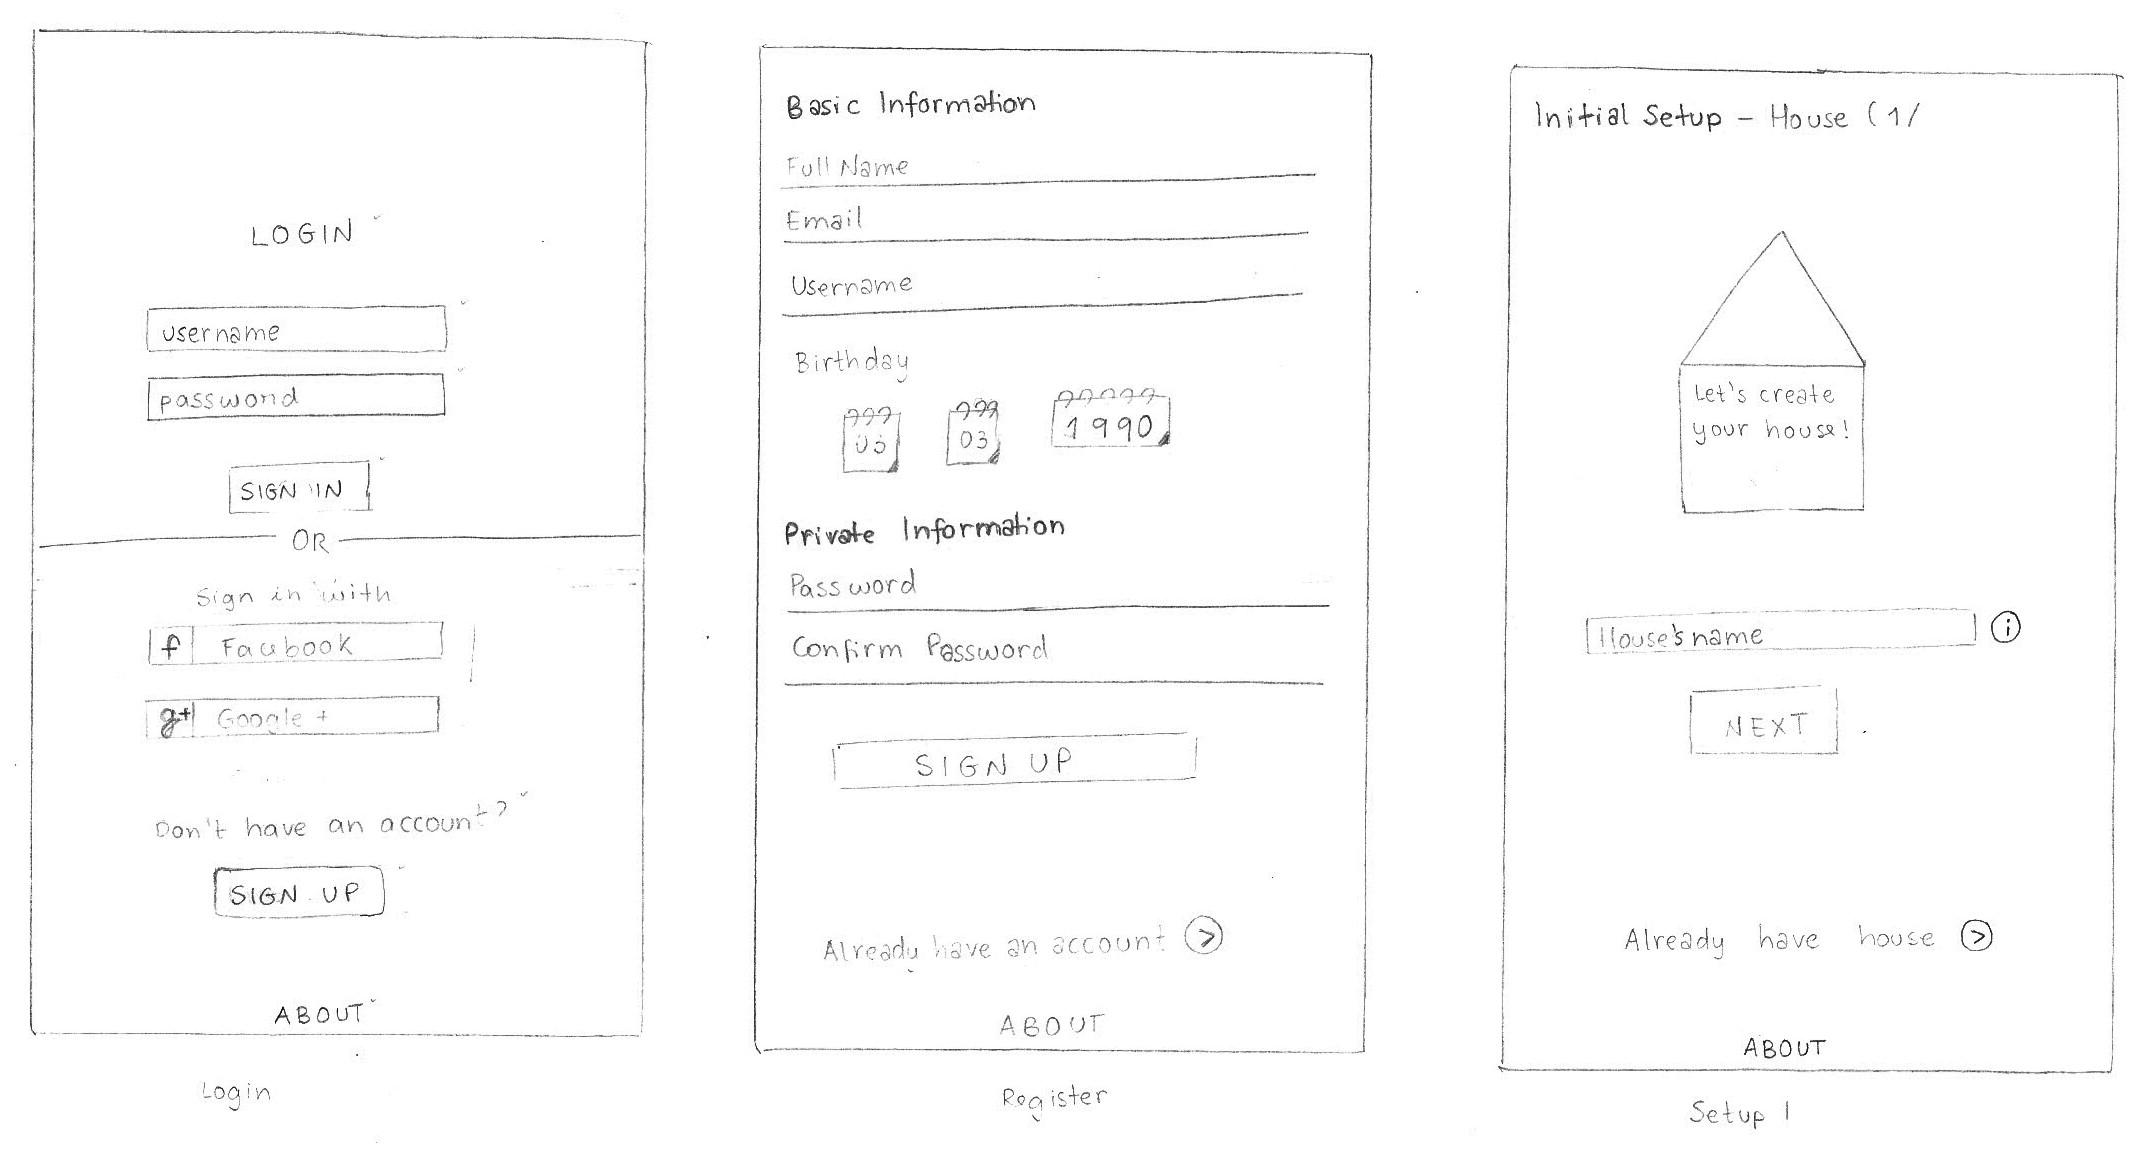 LOGIN
username
password
SIGN IN
OR
Sign in with
f Facebook
g+ Google +
Don't have an account?
SIGN UP
ABOUT
Login
Basic Information
Full Name
Email
Username
Birthday
03 03 1990
Private Information
Password
Confirm Password
SIGN UP
Already have an account >
ABOUT
Register
Initial Setup - House (1/
Let's create
your house!
House's name i
NEXT
Already have house >
ABOUT
Setup 1